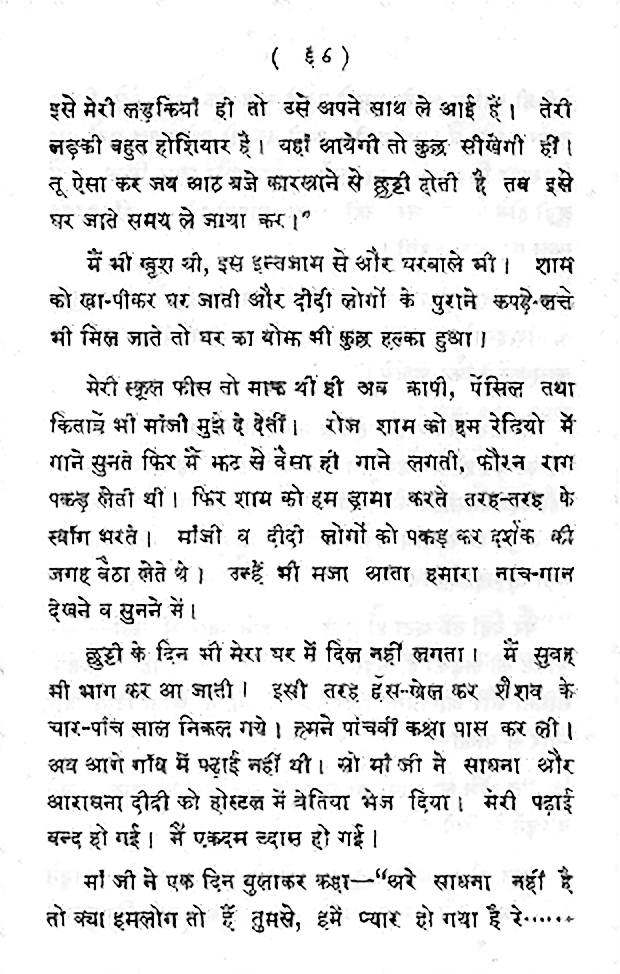 ( ३६७ )
इसे मेरी लड़कियां ही तो उसे अपने साथ ले आई हैं। तेरी
लड़की बहुत होशियार है। यहाँ आयेगी तो कुछ सीखेगी हीं।
तू ऐसा कर जब आठ बजे कारखाने से छुट्टी होती है तब इसे
घर जाते समय ले जाया कर।"
मैं भी खुश थी, इस इन्तजाम से और घरवाले भी। शाम
को खा-पीकर घर जाती और दीदी लोगों के पुराने कपड़े-लत्ते
भी मिल जाते तो घर का बोझ भी कुछ हल्का हुआ।
मेरी स्कूल फीस तो माफ थी ही अब कापी, पेंसिल तथा
किताबें भी मांजी मुझे दे देतीं। रोज शाम को हम रेडियो में
गाने सुनते फिर मैं झट से वैसा ही गाने लगती, फौरन राग
पकड़ लेती थी। फिर शाम को हम ड्रामा करते तरह-तरह के
स्वांग भरते। मांजी व दीदी लोगों को पकड़ कर दर्शक की
जगह बैठा लेते थे। उन्हें भी मजा आता हमारा नाच-गान
देखने व सुनने में।
छुट्टी के दिन भी मेरा घर में दिल नहीं लगता। मैं सुबह
भी भाग कर आ जाती। इसी तरह हँस-खेल कर शैशव के
चार-पाँच साल निकल गये। हमने पांचवीं कक्षा पास कर ली।
अब आगे गाँव में पढ़ाई नहीं थी। सो माँ जी ने साधना और
आराधना दीदी को होस्टल में बेतिया भेज दिया। मेरी पढ़ाई
बन्द हो गई। मैं एकदम उदास हो गई।
मां जी ने एक दिन बुलाकर कहा—"अरे साधना नहीं है
तो क्या हमलोग तो हैं तुमसे, हमें प्यार हो गया है रे······